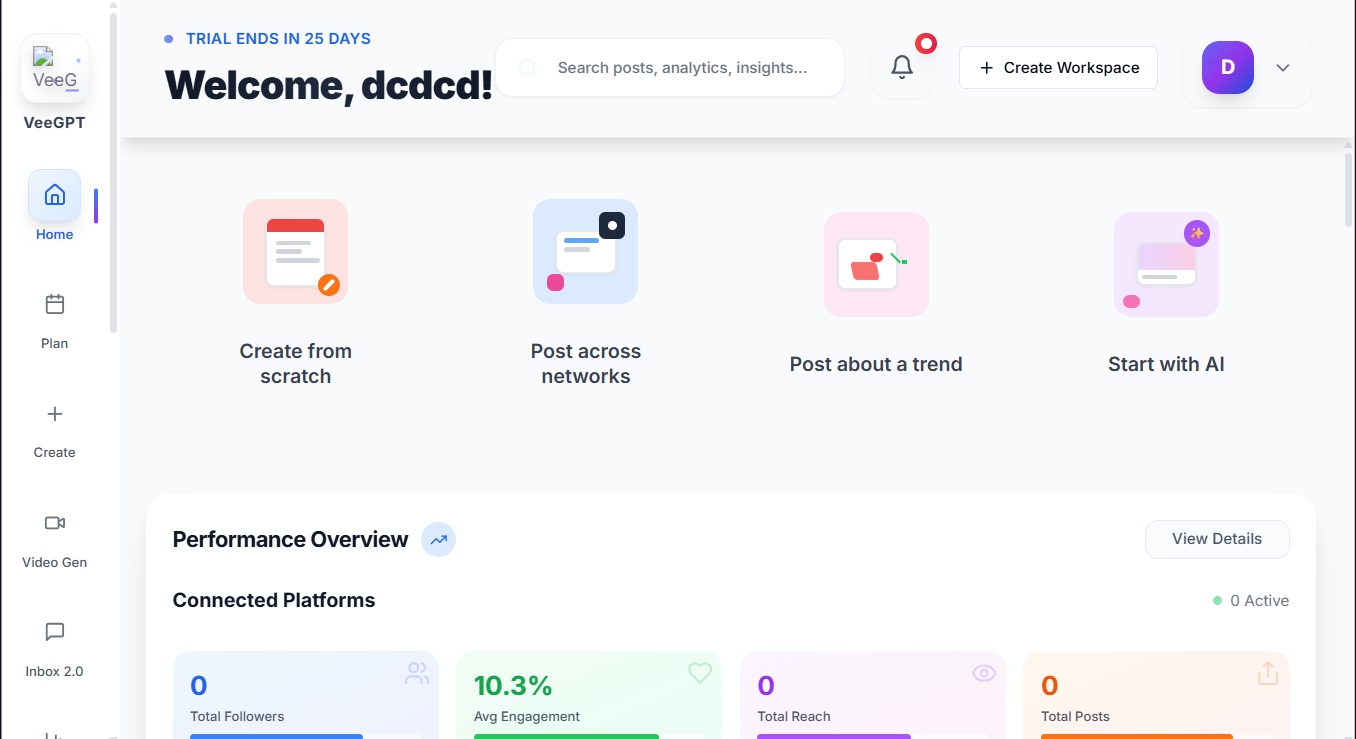 VeeG
VeeGPT
Home
Plan
Create
Video Gen
Inbox 2.0
TRIAL ENDS IN 25 DAYS
Welcome, dcdcd!
Search posts, analytics, insights...
Create Workspace
D
Create from
scratch
Post across
networks
Post about a trend
Start with AI
Performance Overview
View Details
Connected Platforms
0 Active
0
Total Followers
10.3%
Avg Engagement
0
Total Reach
0
Total Posts